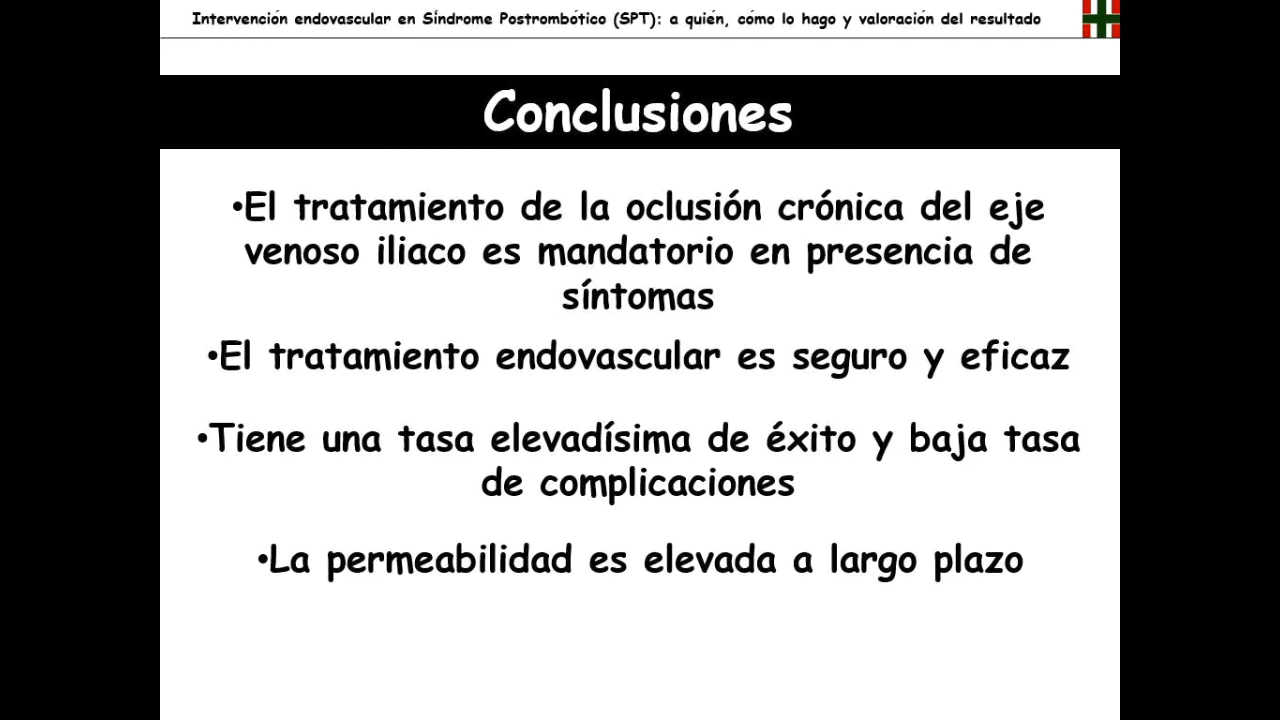 Intervención endovascular en Síndrome Postrombótico (SPT): a quién, cómo lo hago y valoración del resultado
Conclusiones
•El tratamiento de la oclusión crónica del eje
venoso iliaco es mandatorio en presencia de
síntomas
•El tratamiento endovascular es seguro y eficaz
•Tiene una tasa elevadísima de éxito y baja tasa
de complicaciones
•La permeabilidad es elevada a largo plazo